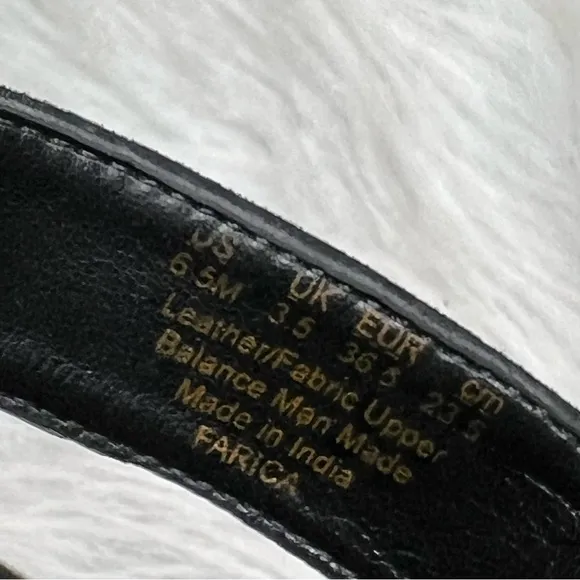 US UK EUR cm
6.5M 3.5 36.5 23.5
Leather/Fabric Upper
Balance Man Made
Made in India
FARICA